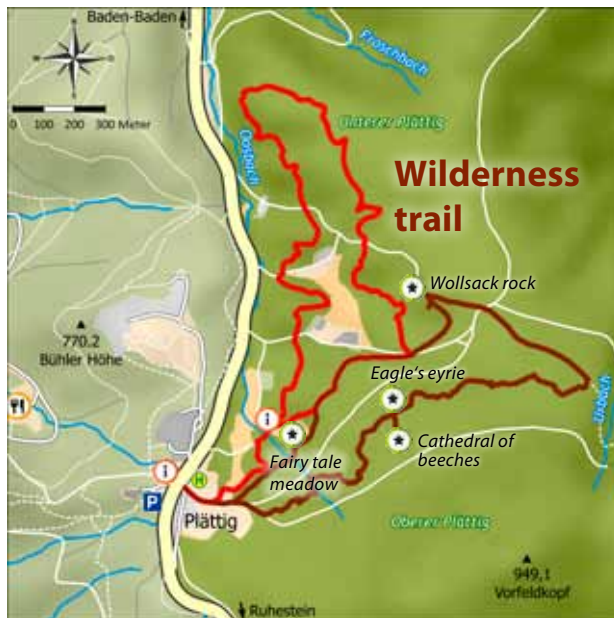 Baden-Baden
Froschbach
0 100 200 300 Meter
Unterer Plättig
Oosbach
Wilderness
trail
Wollsack rock
770.2
Bühler Höhe
Eagle's eyrie
i
Cathedral of
beeches
Fairy tale
meadow
i
H
P
Plättig
Oberer Plättig
949,1
Vorfeldkopf
Ruhestein